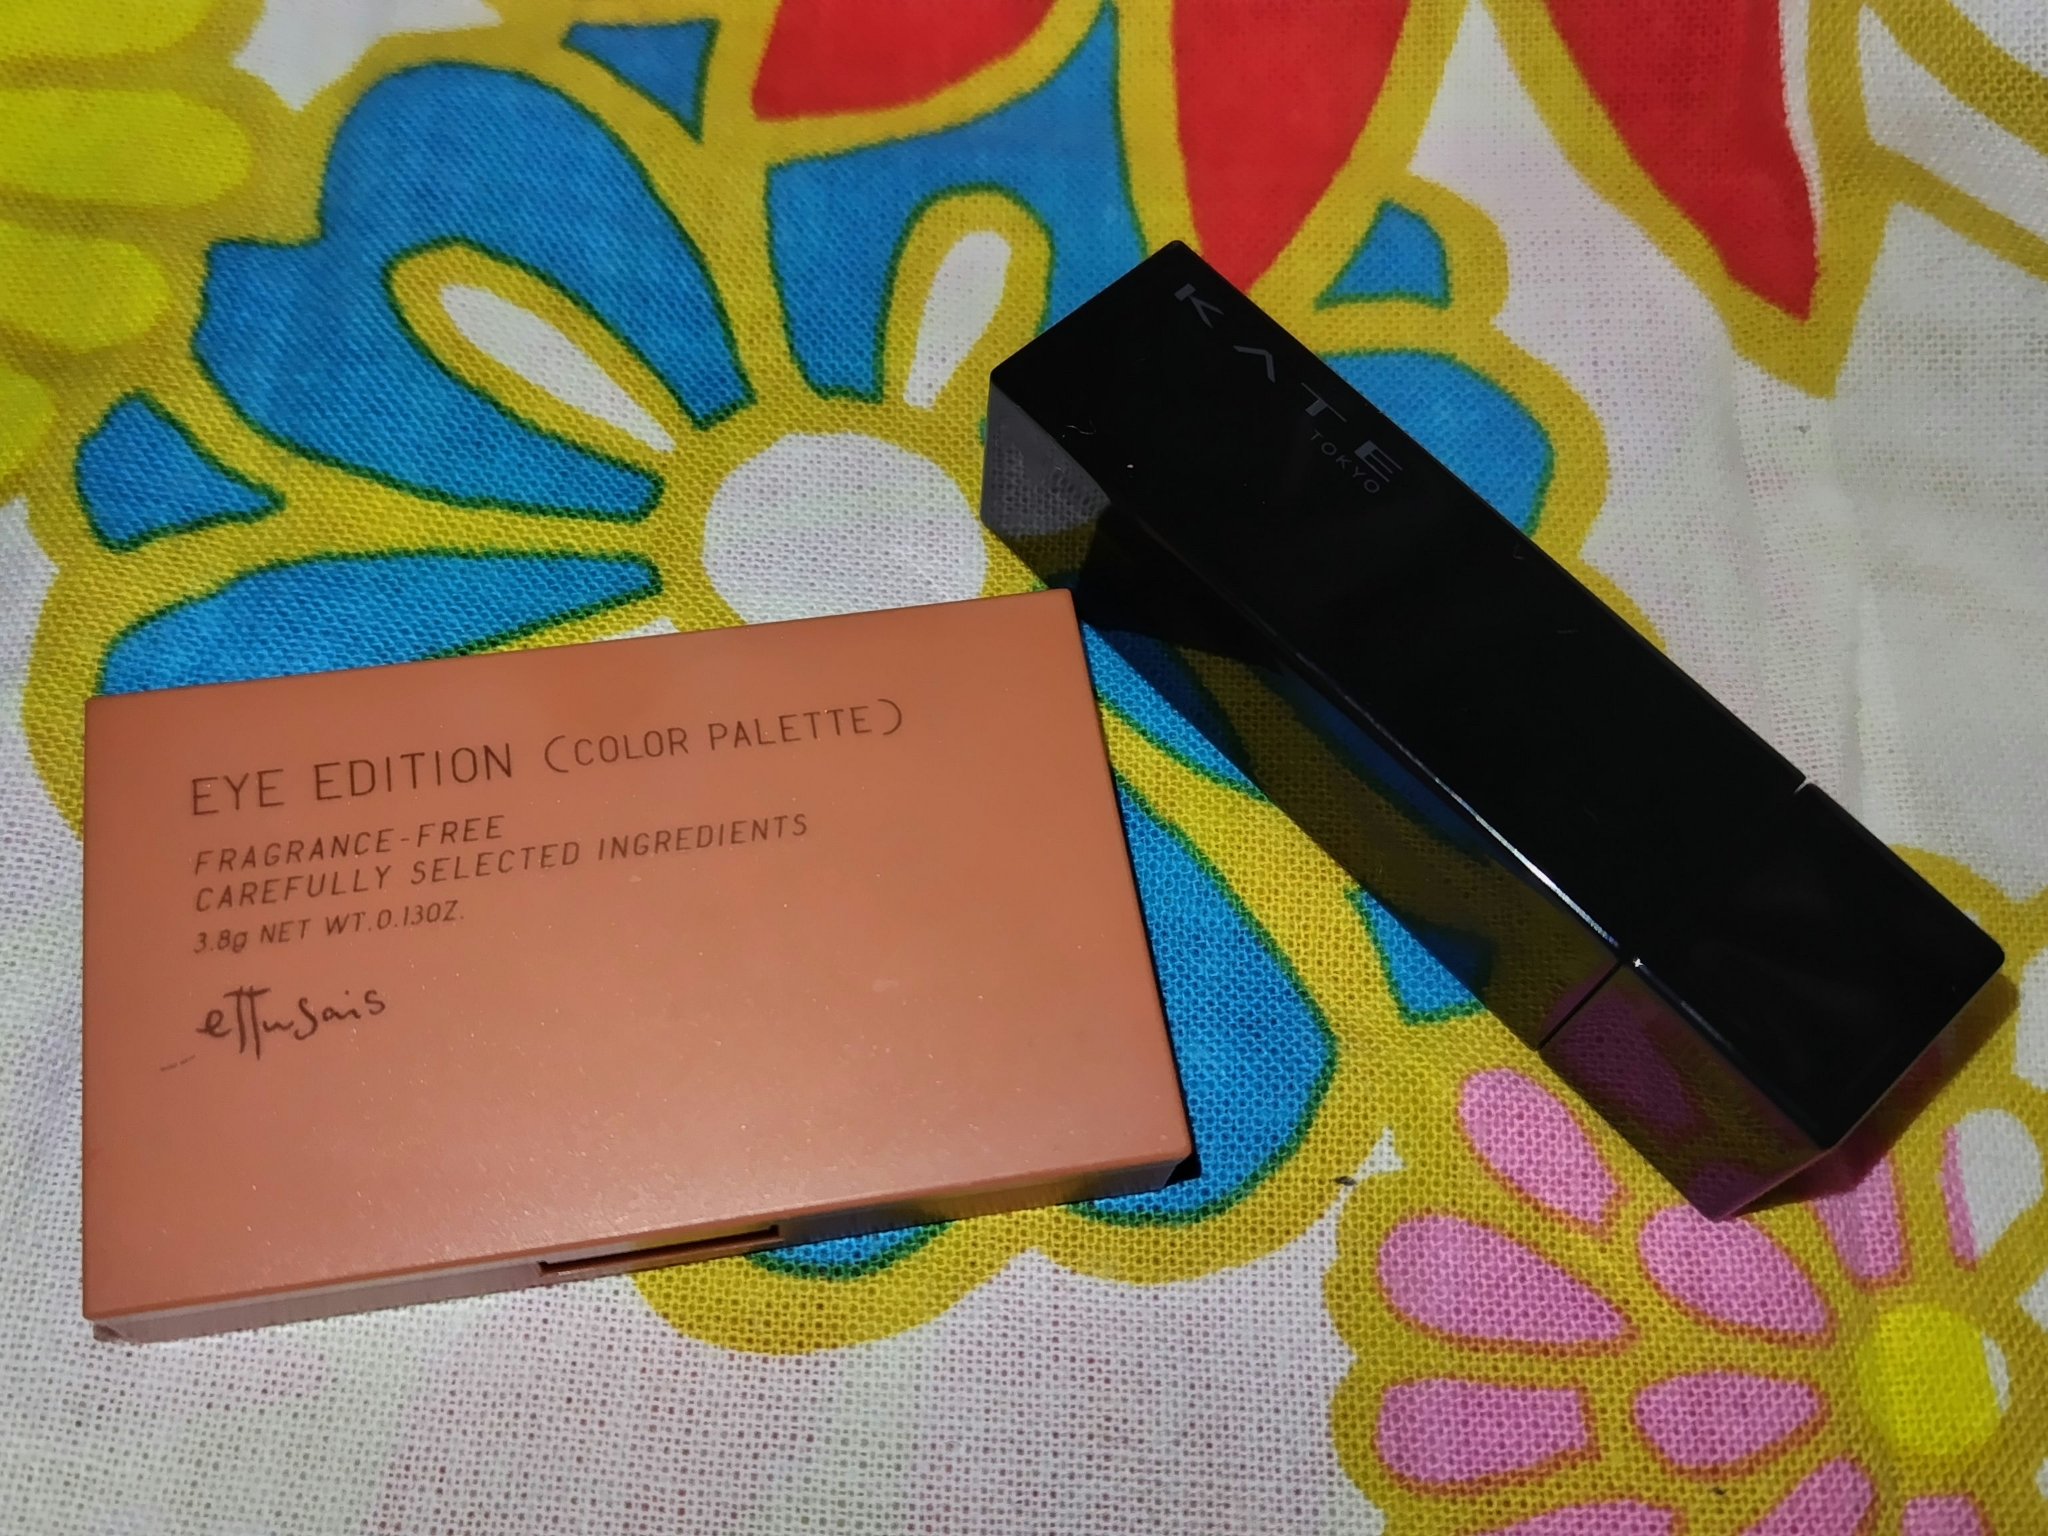 EYE EDITION (COLOR PALETTE)
FRAGRANCE-FREE
CAREFULLY SELECTED INGREDIENTS
3.8g NET WT.0.13OZ.
ettusais
KATE
TOKYO